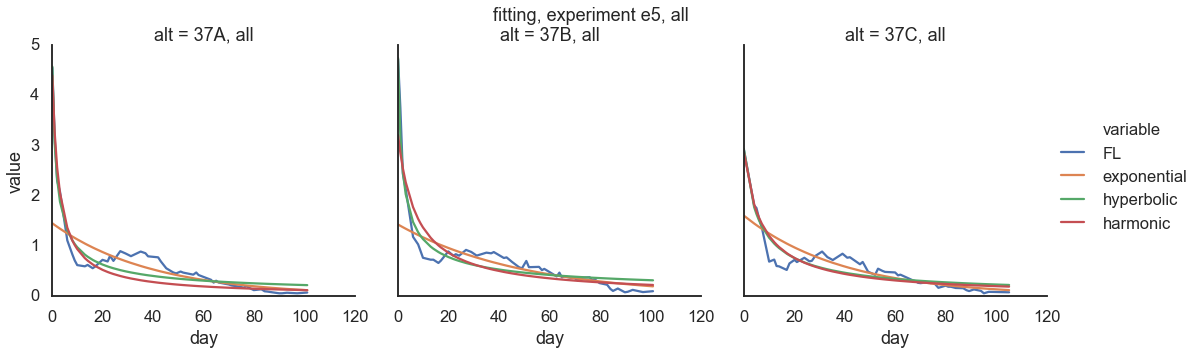 fitting, experiment e5, all
alt = 37A, all
alt = 37B, all
alt = 37C, all
5
4
3
2
1
0
value
0 20 40 60 80 100 120
0 20 40 60 80 100 120
0 20 40 60 80 100 120
day
day
day
variable
FL
exponential
hyperbolic
harmonic